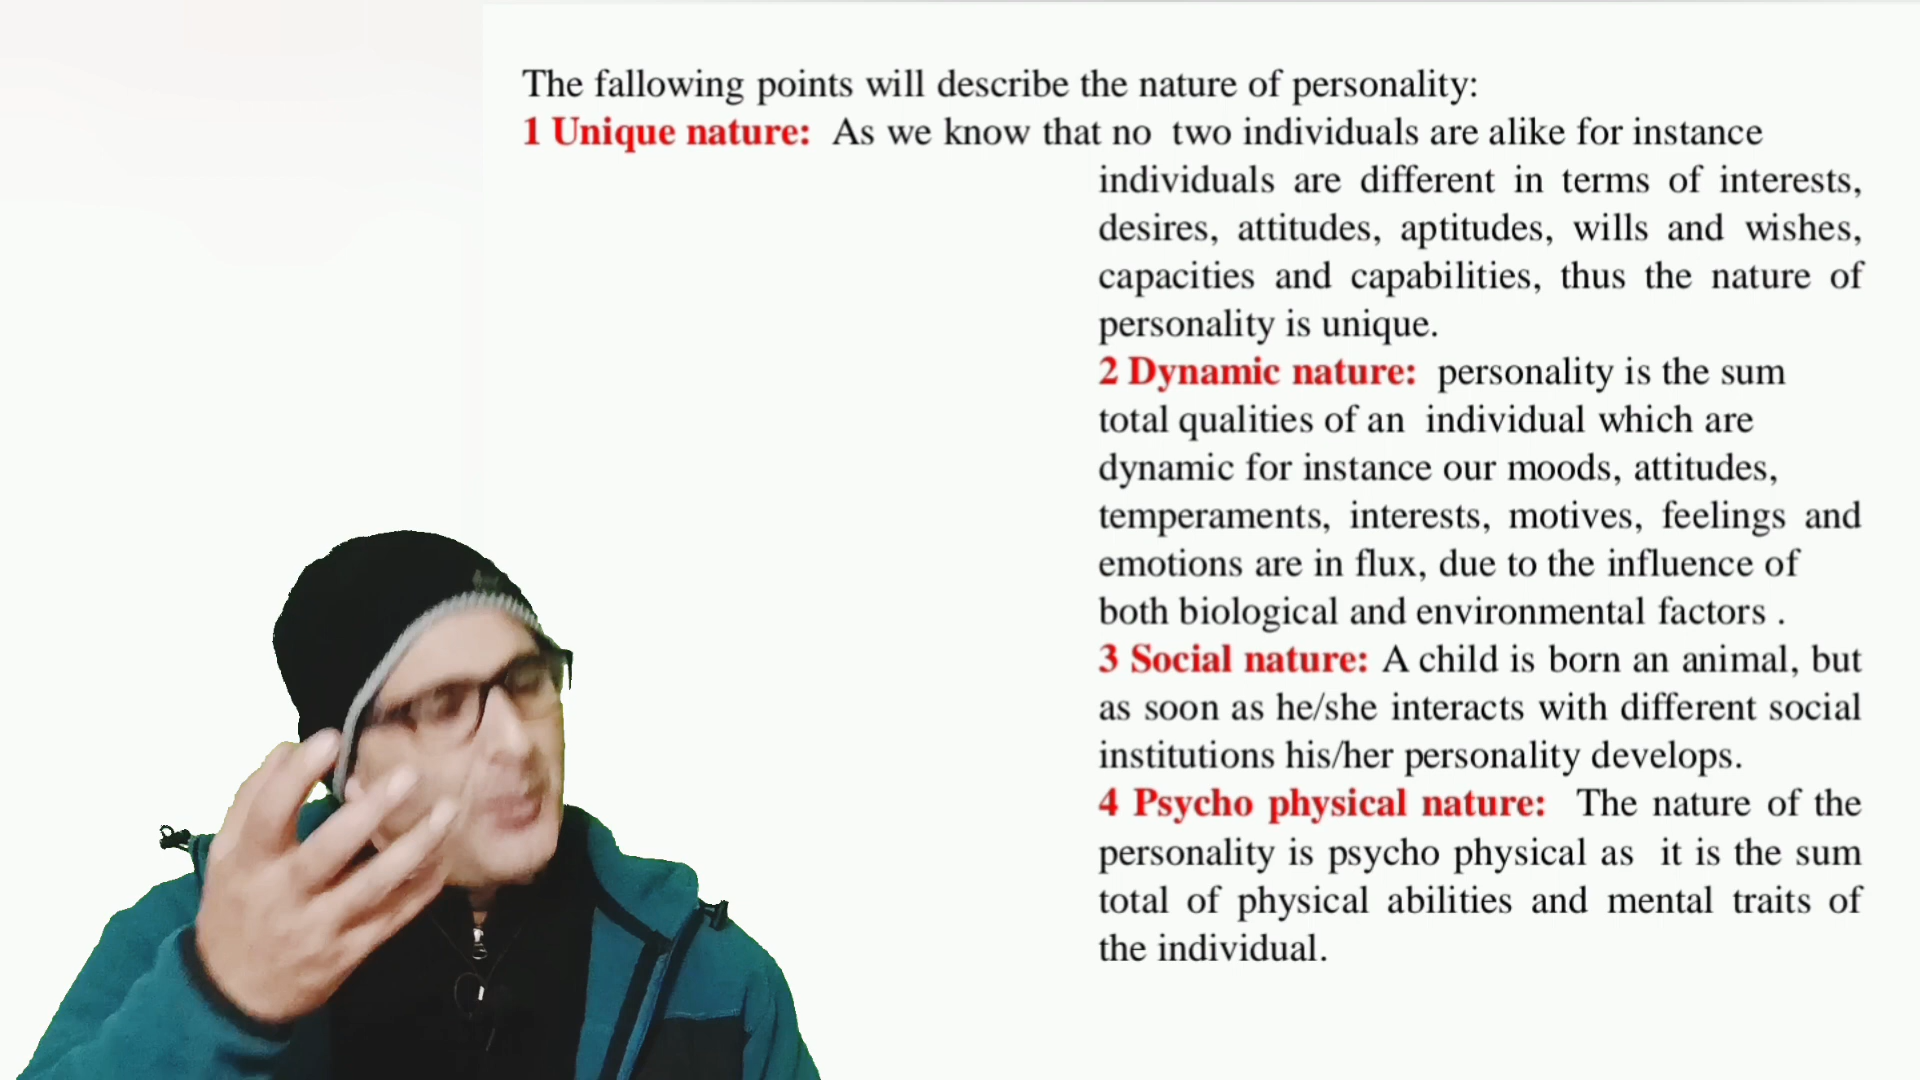 The fallowing points will describe the nature of personality:
1 Unique nature: As we know that no two individuals are alike for instance
individuals are different in terms of interests,
desires, attitudes, aptitudes, wills and wishes,
capacities and capabilities, thus the nature of
personality is unique.
2 Dynamic nature: personality is the sum
total qualities of an individual which are
dynamic for instance our moods, attitudes,
temperaments, interests, motives, feelings and
emotions are in flux, due to the influence of
both biological and environmental factors .
3 Social nature: A child is born an animal, but
as soon as he/she interacts with different social
institutions his/her personality develops.
4 Psycho physical nature: The nature of the
personality is psycho physical as it is the sum
total of physical abilities and mental traits of
the individual.